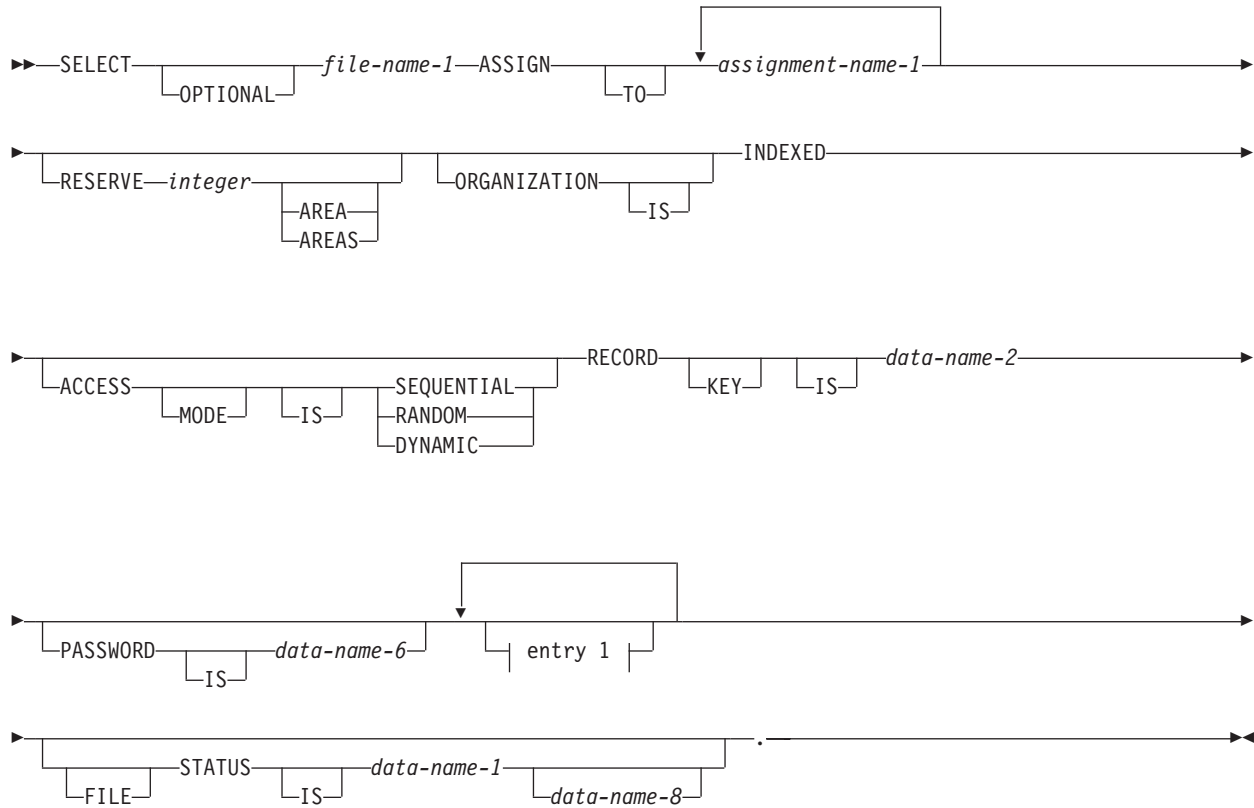 SELECT OPTIONAL file-name-1 ASSIGN TO assignment-name-1
RESERVE integer AREA AREAS ORGANIZATION IS INDEXED
ACCESS MODE IS SEQUENTIAL RANDOM DYNAMIC RECORD KEY IS data-name-2
PASSWORD IS data-name-6 entry 1
FILE STATUS IS data-name-1 data-name-8 .